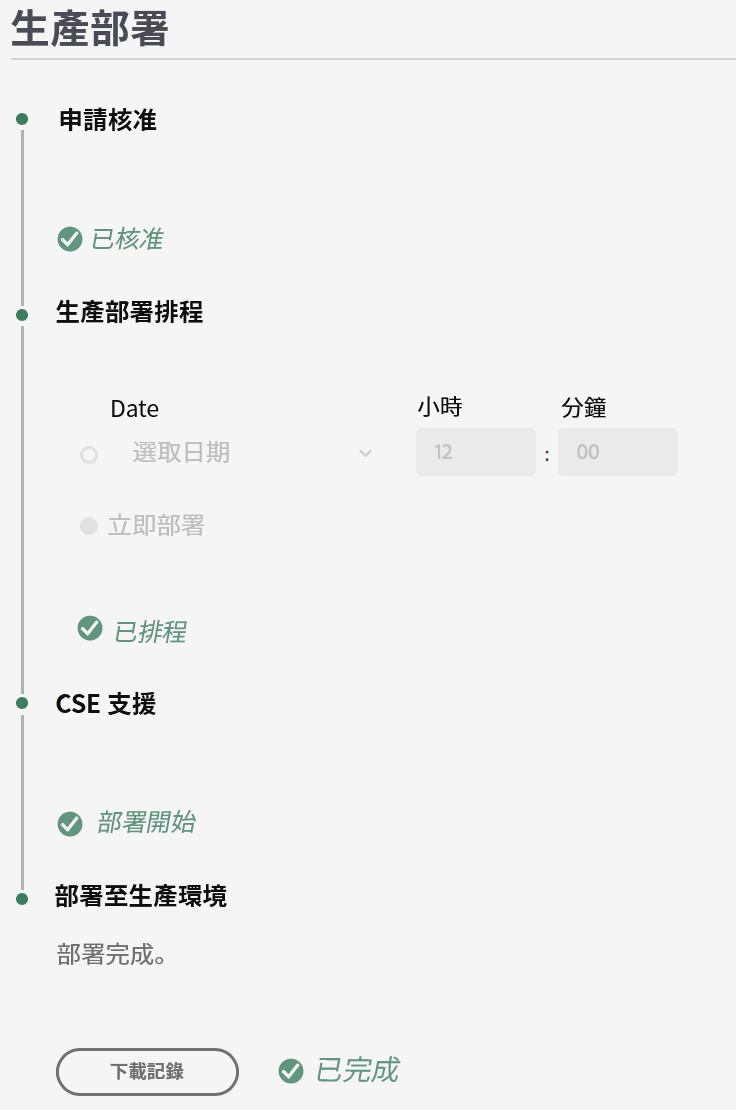 生產部署
申請核准
已核准
生產部署排程
Date 小時 分鐘
選取日期 12 : 00
立即部署
已排程
CSE 支援
部署開始
部署至生產環境
部署完成。
下載記錄 已完成